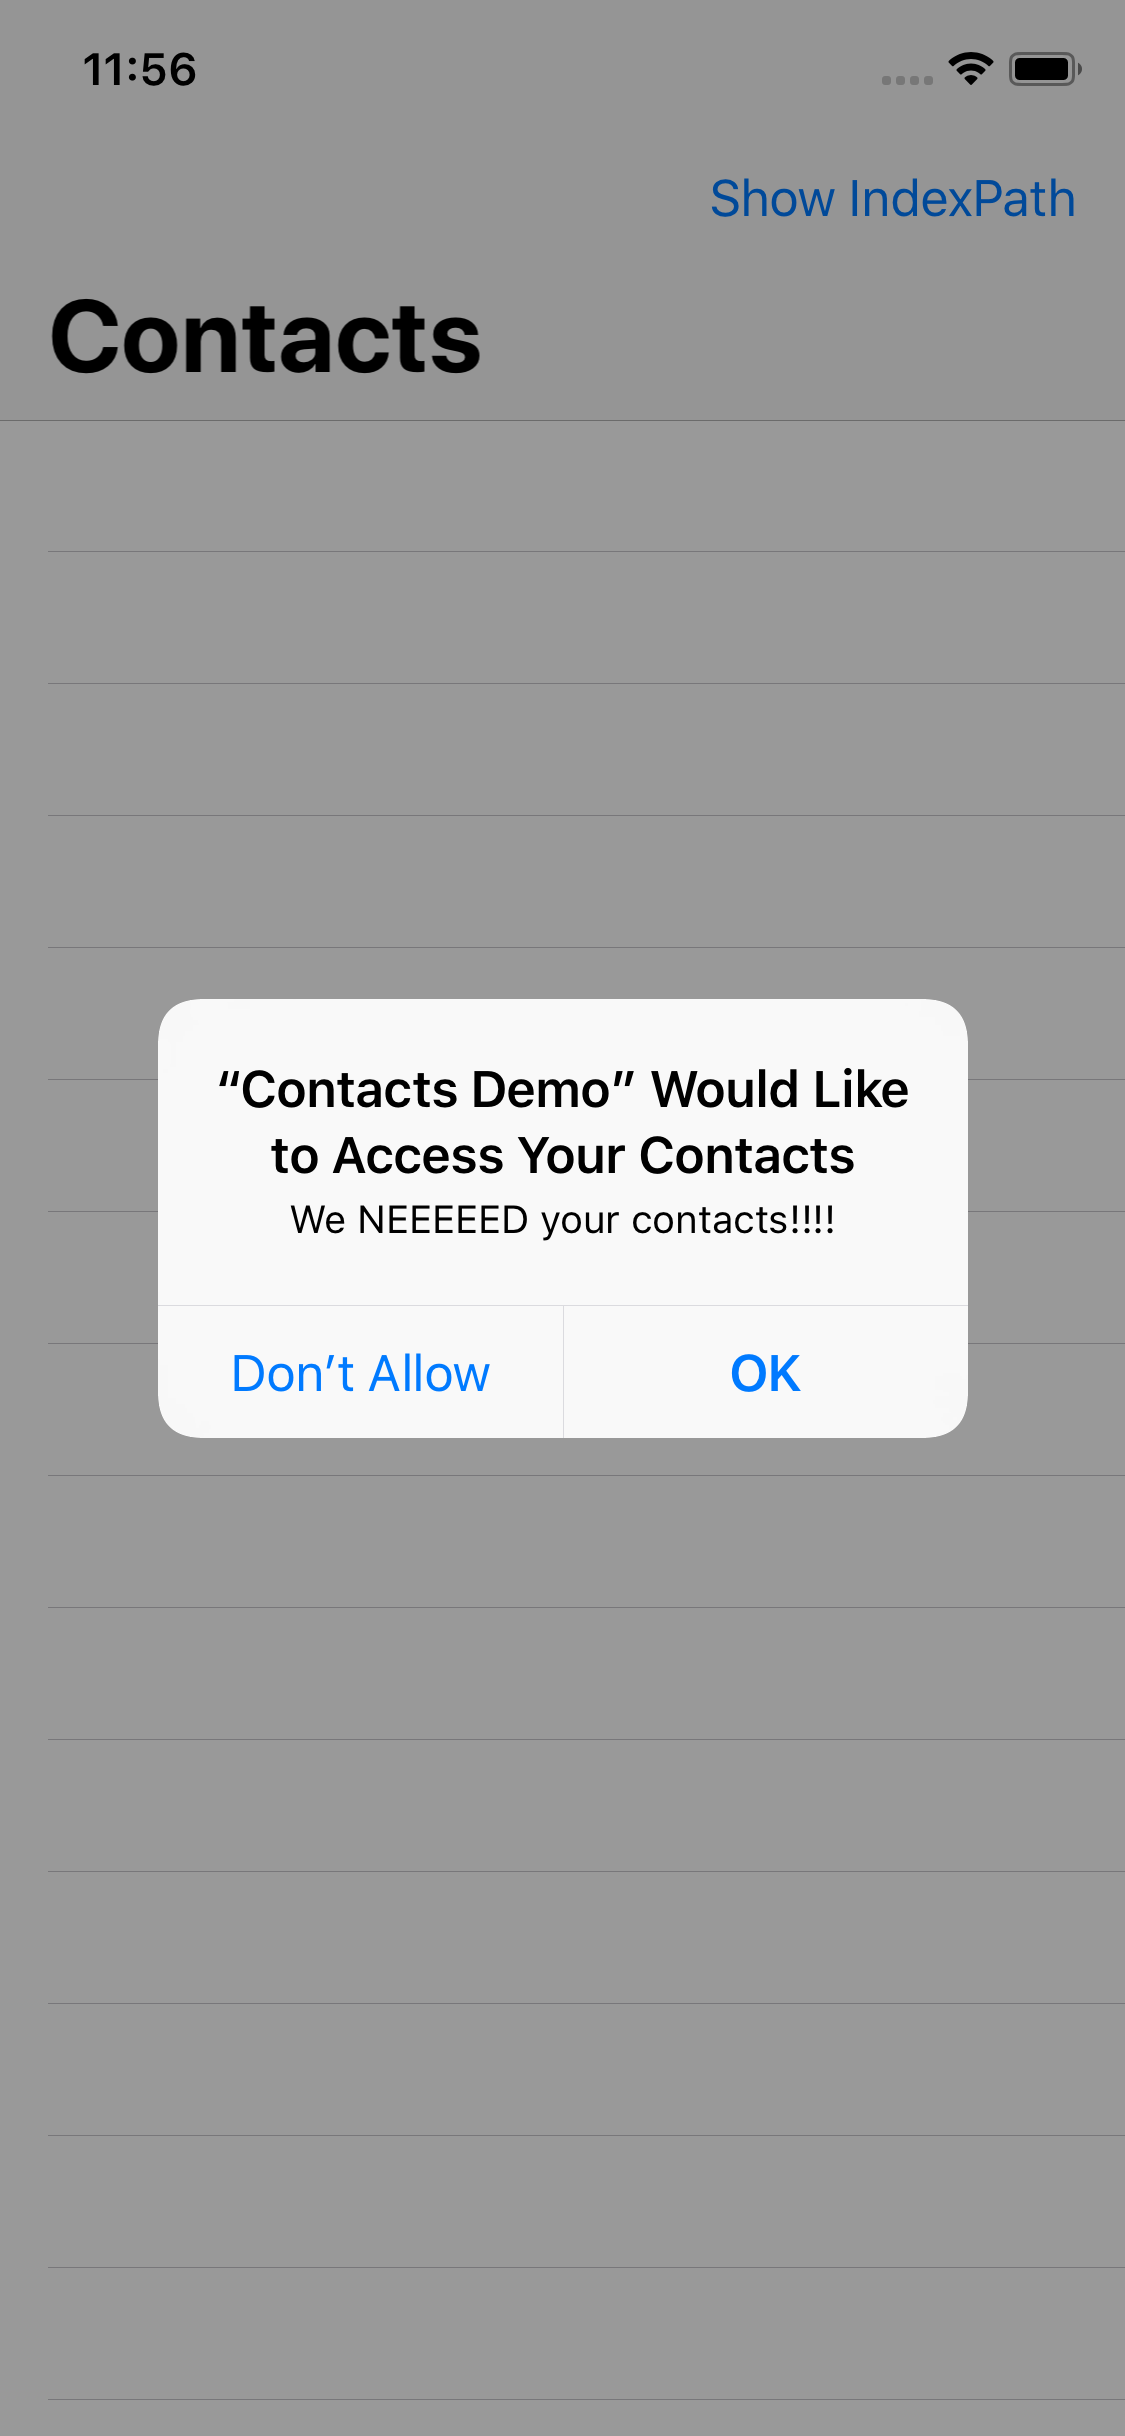 11:56
Show IndexPath
Contacts
“Contacts Demo” Would Like
to Access Your Contacts
We NEEEEED your contacts!!!!
Don’t Allow
OK